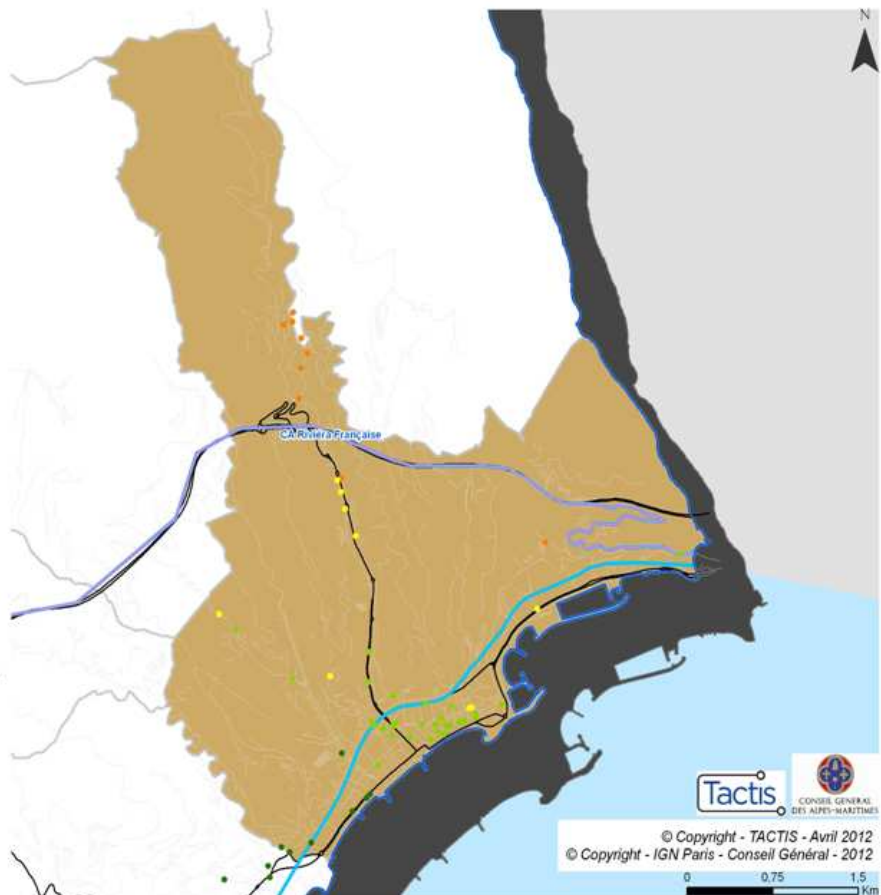 N
CA Riviera Française
Tactis
CONSEIL GENERAL
DES ALPES-MARITIMES
© Copyright - TACTIS - Avril 2012
© Copyright - IGN Paris - Conseil Général - 2012
0 0,75 1,5
Km